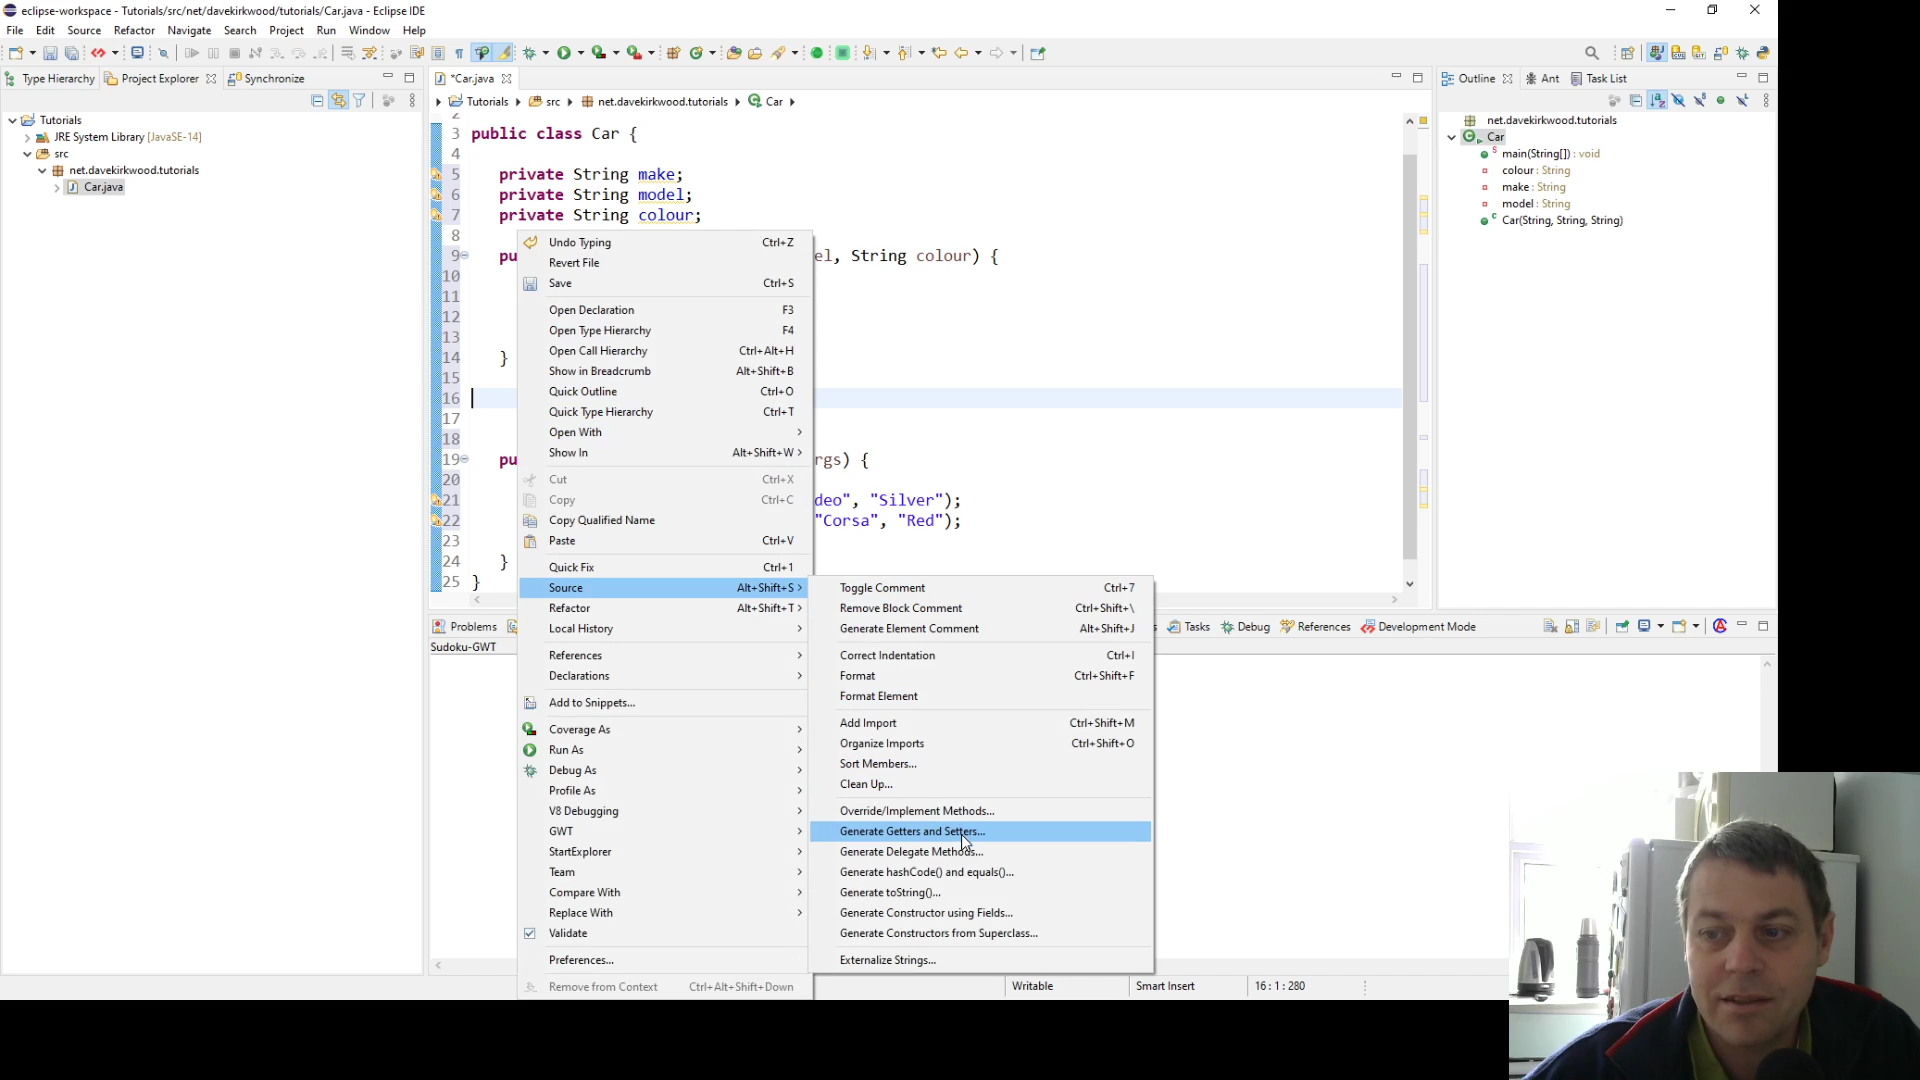 eclipse-workspace - Tutorials/src/net/davekirkwood/tutorials/Car.java - Eclipse IDE
File Edit Source Refactor Navigate Search Project Run Window Help
Type Hierarchy Project Explorer Synchronize
Tutorials
JRE System Library [JavaSE-14]
src
net.davekirkwood.tutorials
Car.java
*Car.java
Tutorials src net.davekirkwood.tutorials Car
2
3 public class Car {
4
5 private String make;
6 private String model;
7 private String colour;
8
9 pu el, String colour) {
10
11
12
13
14 }
15
16
17
18
19 pu rgs) {
20
21 deo", "Silver");
22 "Corsa", "Red");
23
24 }
25 }
Undo Typing Ctrl+Z
Revert File
Save Ctrl+S
Open Declaration F3
Open Type Hierarchy F4
Open Call Hierarchy Ctrl+Alt+H
Show in Breadcrumb Alt+Shift+B
Quick Outline Ctrl+O
Quick Type Hierarchy Ctrl+T
Open With
Show In Alt+Shift+W
Cut Ctrl+X
Copy Ctrl+C
Copy Qualified Name
Paste Ctrl+V
Quick Fix Ctrl+1
Source Alt+Shift+S
Refactor Alt+Shift+T
Local History
References
Declarations
Add to Snippets...
Coverage As
Run As
Debug As
Profile As
V8 Debugging
GWT
StartExplorer
Team
Compare With
Replace With
Validate
Preferences...
Remove from Context Ctrl+Alt+Shift+Down
Toggle Comment Ctrl+7
Remove Block Comment Ctrl+Shift+\
Generate Element Comment Alt+Shift+J
Correct Indentation Ctrl+I
Format Ctrl+Shift+F
Format Element
Add Import Ctrl+Shift+M
Organize Imports Ctrl+Shift+O
Sort Members...
Clean Up...
Override/Implement Methods...
Generate Getters and Setters...
Generate Delegate Methods...
Generate hashCode() and equals()...
Generate toString()...
Generate Constructor using Fields...
Generate Constructors from Superclass...
Externalize Strings...
Outline Ant Task List
net.davekirkwood.tutorials
Car
main(String[]) : void
colour : String
make : String
model : String
Car(String, String, String)
Problems s Tasks Debug References Development Mode
Sudoku-GWT
Writable Smart Insert 16 : 1 : 280